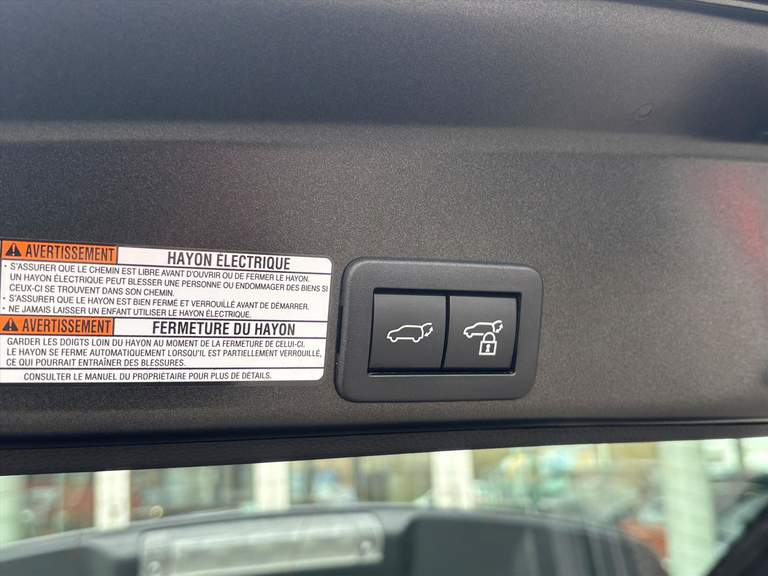 AVERTISSEMENT HAYON ÉLECTRIQUE
• S'ASSURER QUE LE CHEMIN EST LIBRE AVANT D'OUVRIR OU DE FERMER LE HAYON.
UN HAYON ÉLECTRIQUE PEUT BLESSER UNE PERSONNE OU ENDOMMAGER DES BIENS SI
CEUX-CI SE TROUVENT DANS SON CHEMIN.
• S'ASSURER QUE LE HAYON EST BIEN FERMÉ ET VERROUILLÉ AVANT DE DÉMARRER.
• NE JAMAIS LAISSER UN ENFANT UTILISER LE HAYON ÉLECTRIQUE.
AVERTISSEMENT FERMETURE DU HAYON
GARDER LES DOIGTS LOIN DU HAYON AU MOMENT DE LA FERMETURE DE CELUI-CI.
LE HAYON SE FERME AUTOMATIQUEMENT LORSQU'IL EST PARTIELLEMENT VERROUILLÉ,
CE QUI POURRAIT ENTRAÎNER DES BLESSURES.
CONSULTER LE MANUEL DU PROPRIÉTAIRE POUR PLUS DE DÉTAILS.